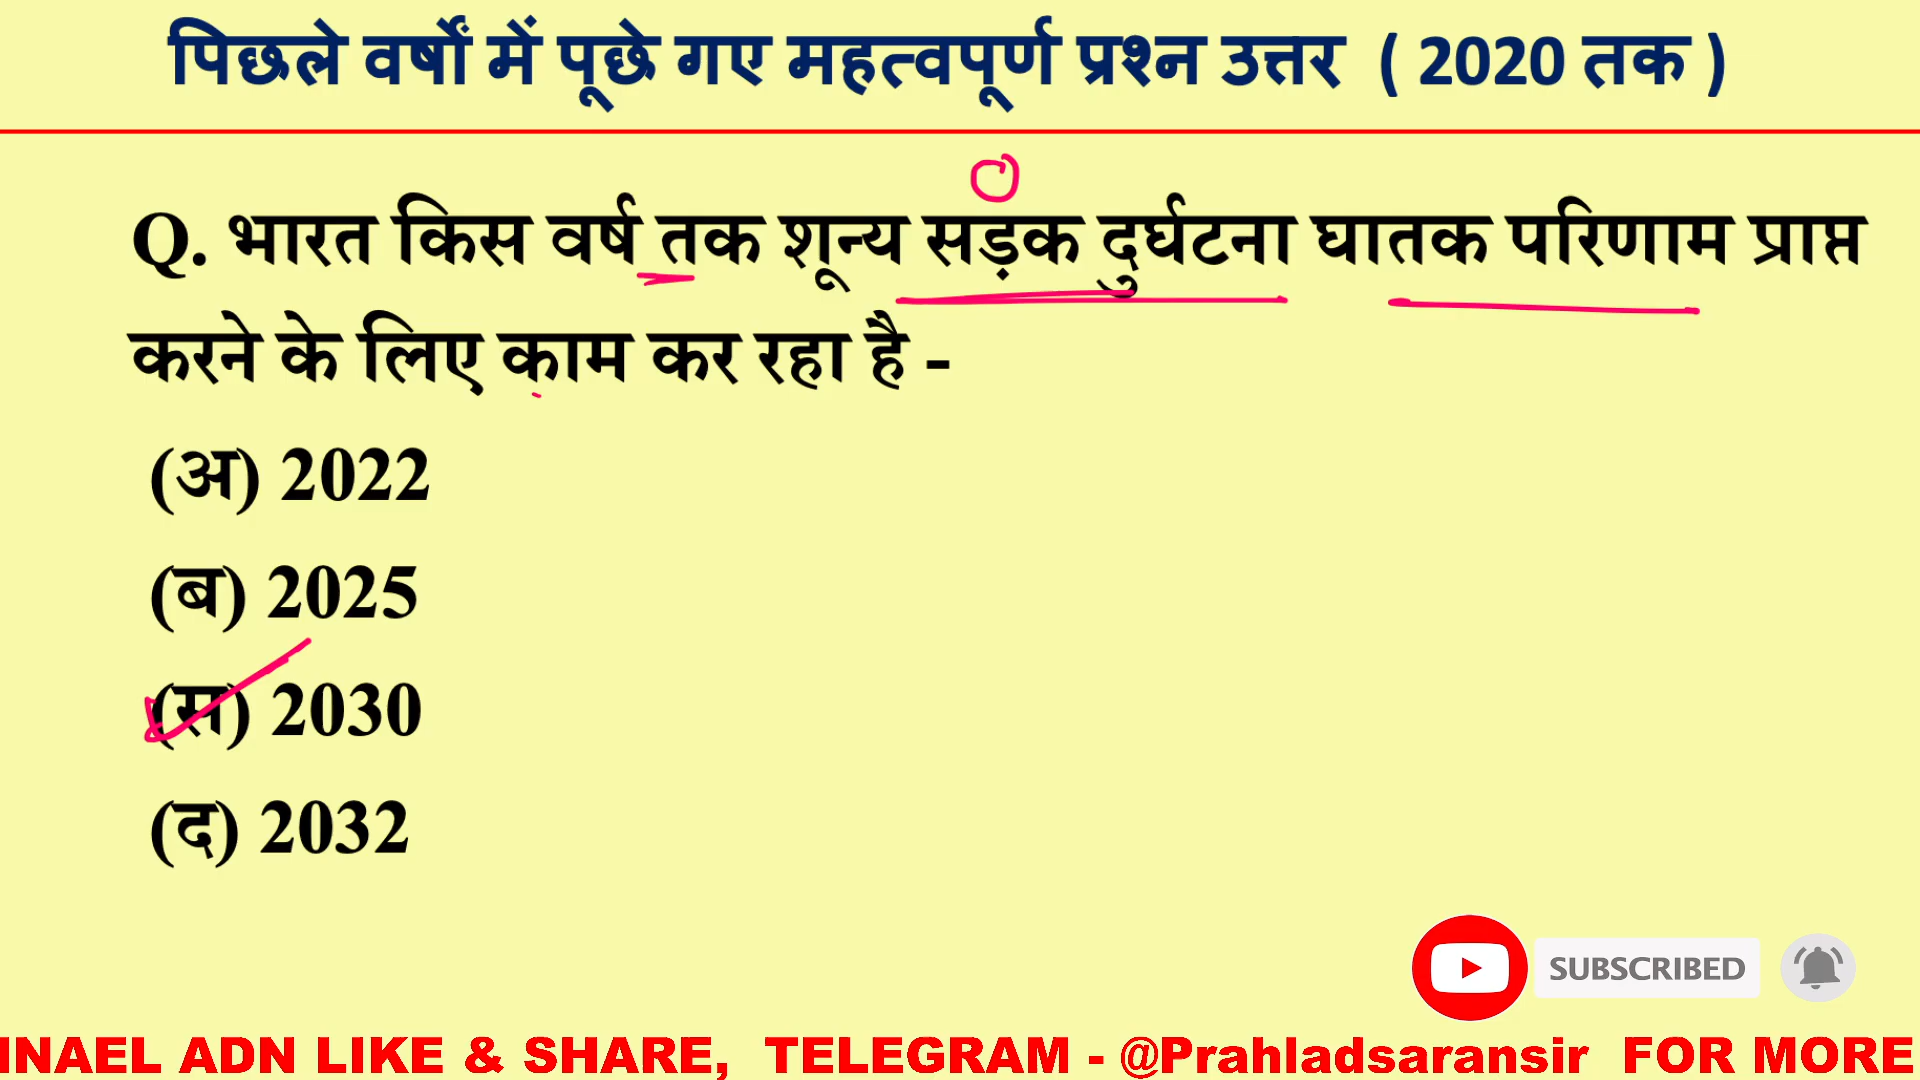 पिछले वर्षों में पूछे गए महत्वपूर्ण प्रश्न उत्तर ( 2020 तक )
Q. भारत किस वर्ष तक शून्य सड़क दुर्घटना घातक परिणाम प्राप्त
करने के लिए काम कर रहा है -
(अ) 2022
(ब) 2025
(स) 2030
(द) 2032
SUBSCRIBED
INAEL ADN LIKE & SHARE, TELEGRAM - @Prahladsaransir FOR MORE